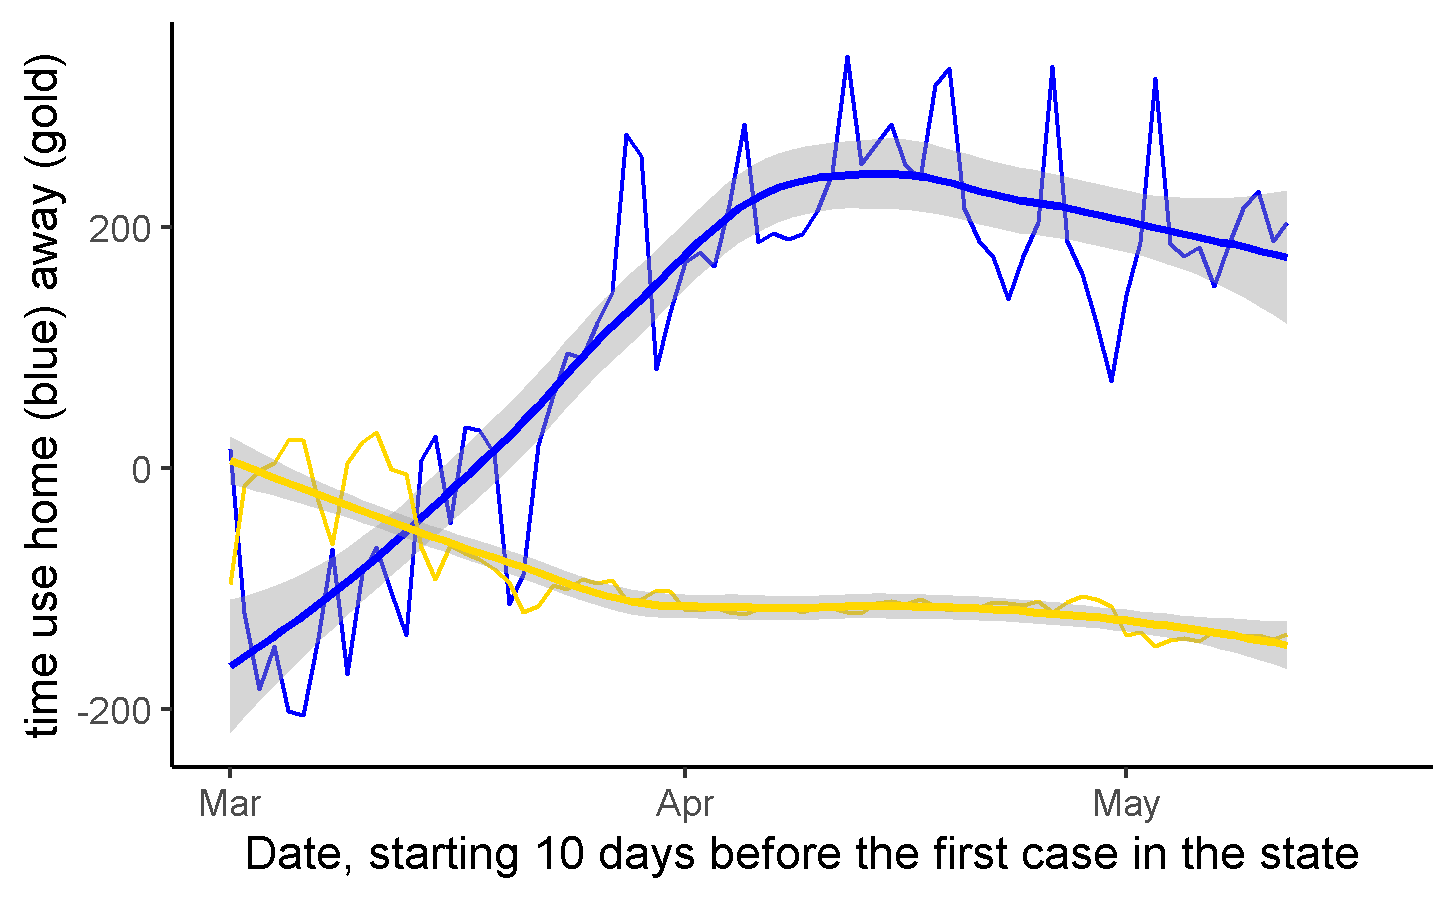 time use home (blue) away (gold)
200
0
-200
Mar
Apr
May
Date, starting 10 days before the first case in the state